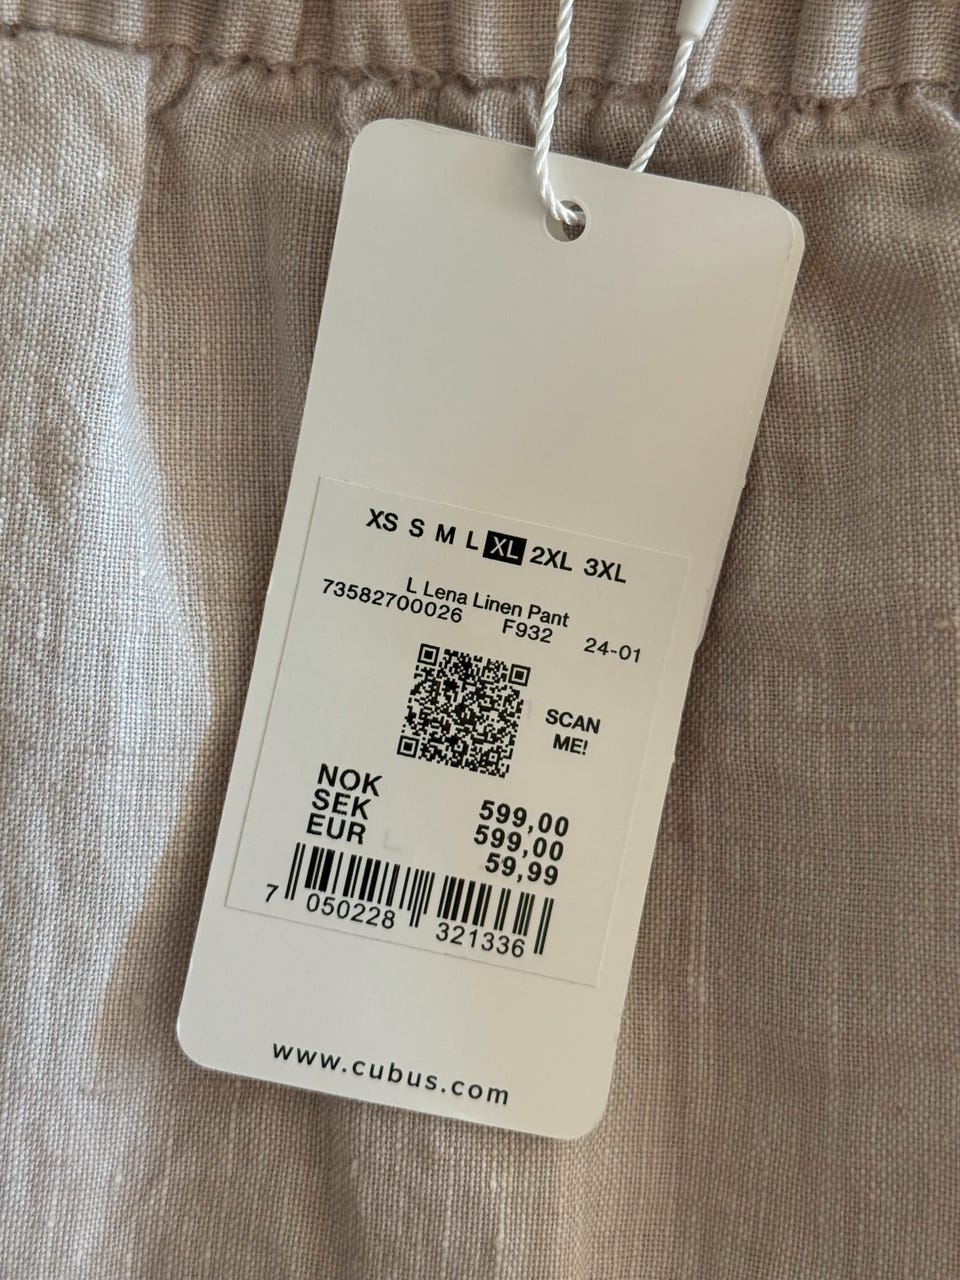 XS S M L XL 2XL 3XL
L Lena Linen Pant
73582700026 F932 24-01
SCAN
ME!
NOK 599,00
SEK 599,00
EUR 59,99
7 050228 321336
www.cubus.com